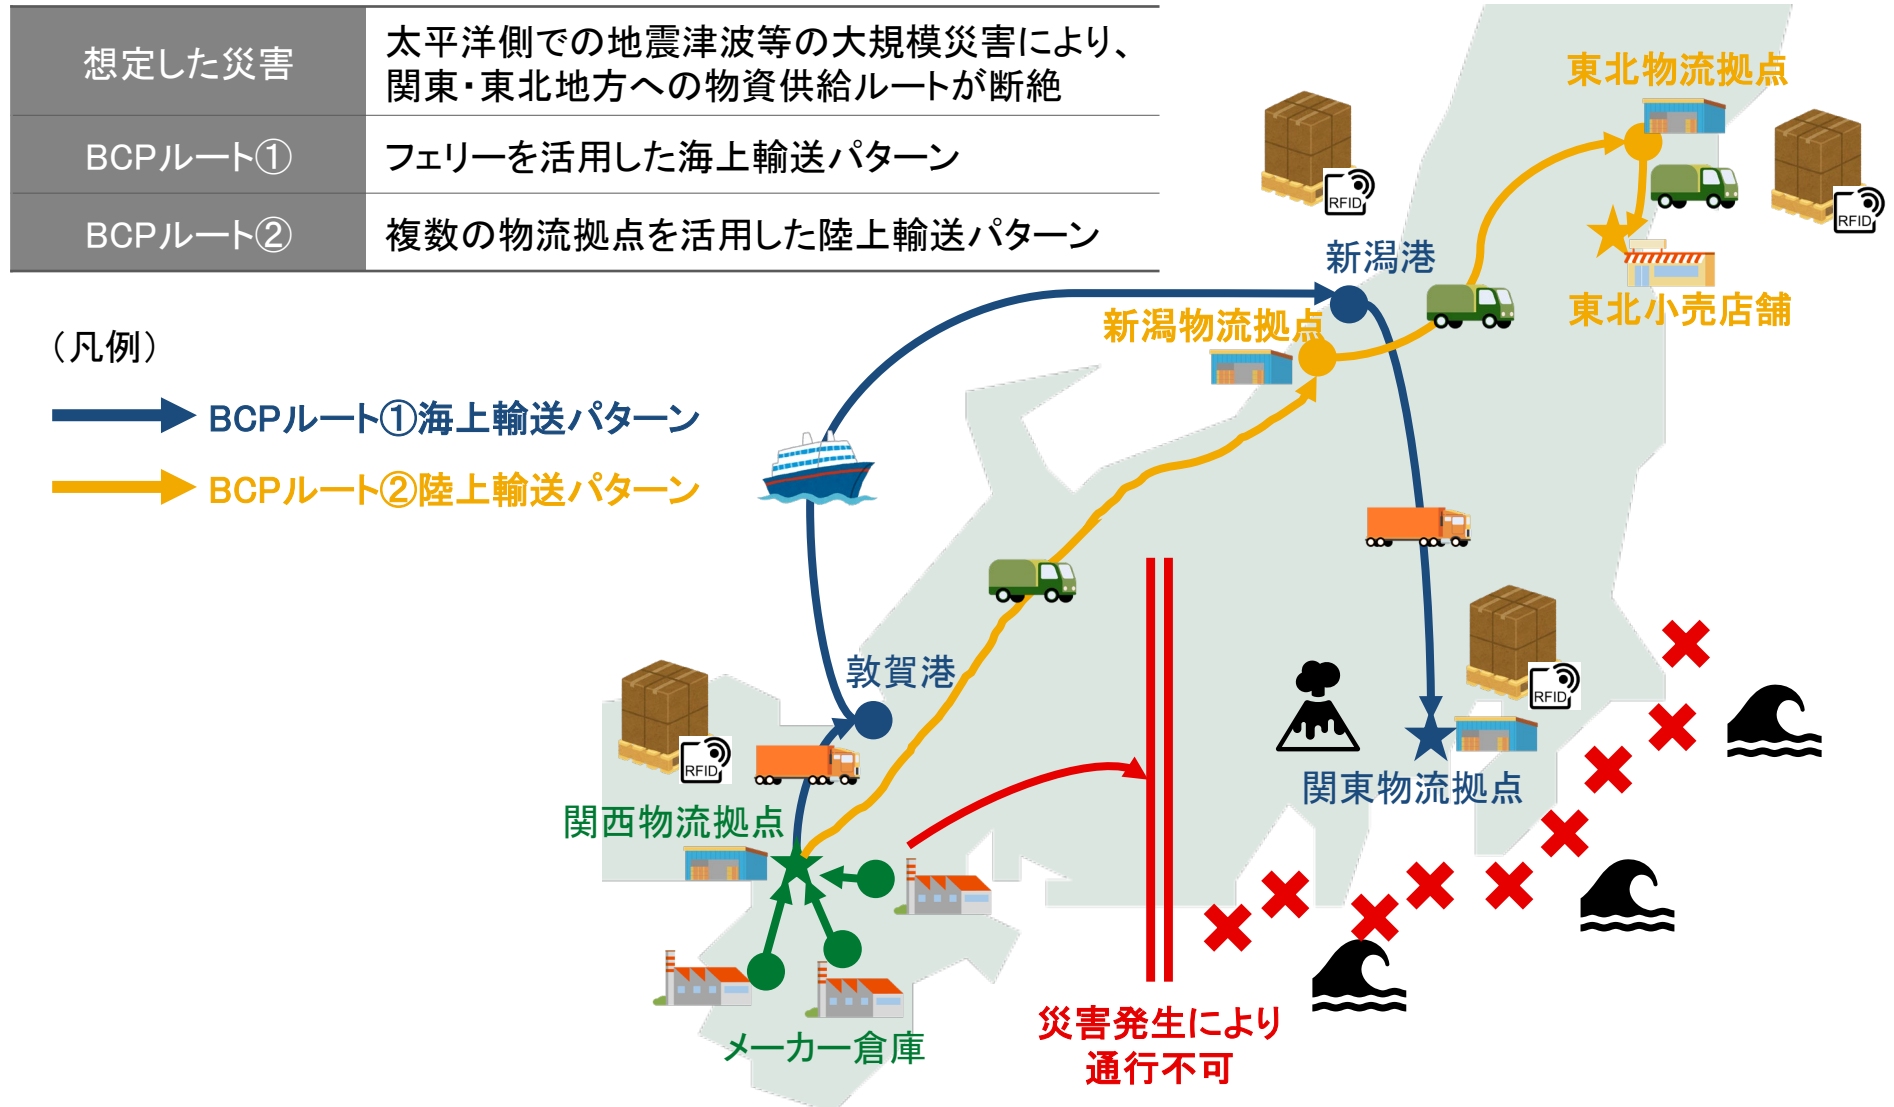 想定した災害
太平洋側での地震津波等の大規模災害により、
関東・東北地方への物資供給ルートが断絶
BCPルート①
フェリーを活用した海上輸送パターン
BCPルート②
複数の物流拠点を活用した陸上輸送パターン
（凡例）
BCPルート①海上輸送パターン
BCPルート②陸上輸送パターン
東北物流拠点
RFID
RFID
新潟港
東北小売店舗
新潟物流拠点
敦賀港
RFID
RFID
関東物流拠点
関西物流拠点
メーカー倉庫
災害発生により
通行不可